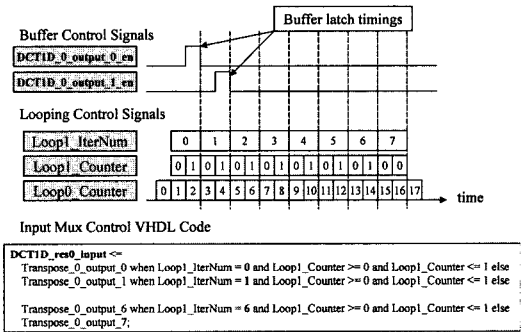 Buffer Control Signals
Buffer latch timings
DCT1D_0_output_0_en
DCT1D_0_output_1_en
Looping Control Signals
Loop1_IterNum 0 1 2 3 4 5 6 7
Loop1_Counter 0 1 0 1 0 1 0 1 0 1 0 1 0 1 0 0
Loop0_Counter 0 1 2 3 4 5 6 7 8 9 10 11 12 13 14 15 16 17
time
Input Mux Control VHDL Code
DCT1D_res0_input <=
Transpose_0_output_0 when Loop1_IterNum = 0 and Loop1_Counter >= 0 and Loop1_Counter <= 1 else
Transpose_0_output_1 when Loop1_IterNum = 1 and Loop1_Counter >= 0 and Loop1_Counter <= 1 else
Transpose_0_output_6 when Loop1_IterNum = 6 and Loop1_Counter >= 0 and Loop1_Counter <= 1 else
Transpose_0_output_7;